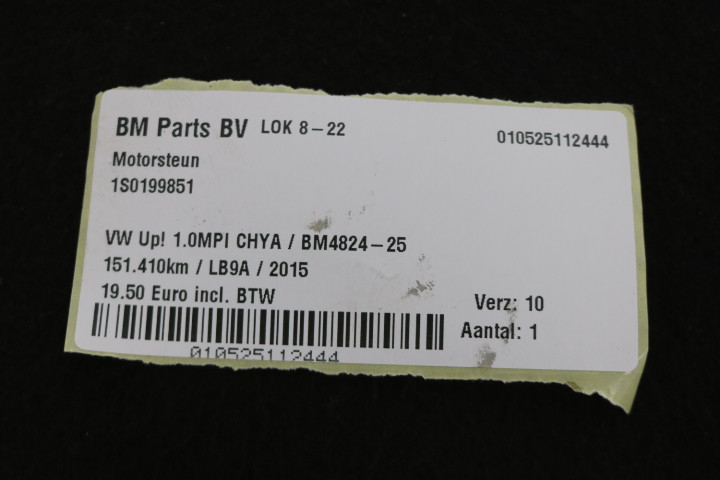 BM Parts BV LOK 8-22 010525112444
Motorsteun
1S0199851
VW Up! 1.0MPI CHYA / BM4824-25
151.410km / LB9A / 2015
19.50 Euro incl. BTW
Verz: 10
Aantal: 1
010525112444